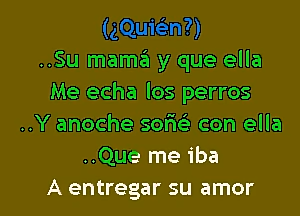 (¿Quién?)
..Su mamá y que ella
Me echa los perros
..Y anoche soñé con ella
..Que me iba
A entregar su amor